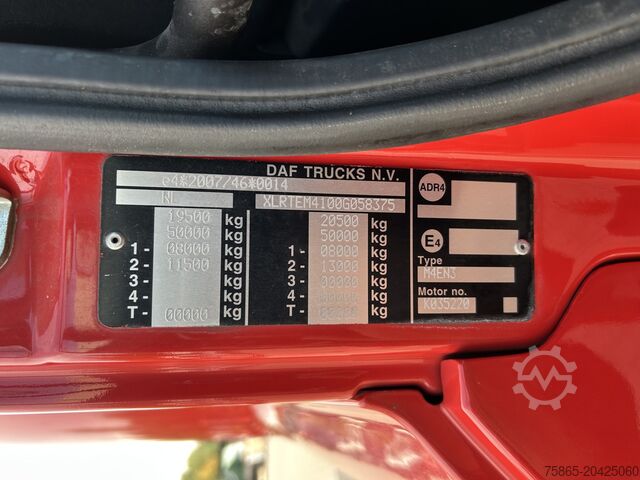 DAF TRUCKS N.V.
e4*2007/46*0014
NL XLRTEM4100G058375
19500 kg 20500 kg
50000 kg 50000 kg
1- 08000 kg 1- 08000 kg
2- 11500 kg 2- 13000 kg
3- kg 3- kg
4- kg 4- kg
T- 00000 kg T- kg
ADR4
E4
Type
M4EN3
Motor no.
K035220
75865-20425060